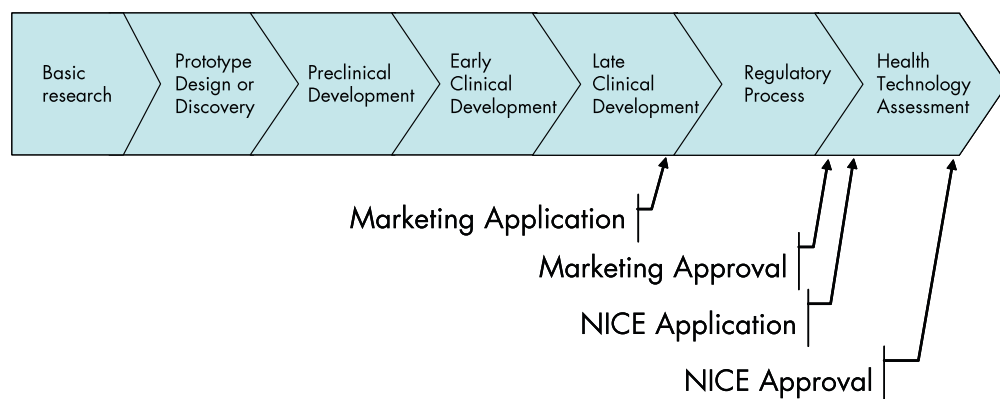 Basic
research
Prototype
Design or
Discovery
Preclinical
Development
Early
Clinical
Development
Late
Clinical
Development
Regulatory
Process
Health
Technology
Assessment
Marketing Application
Marketing Approval
NICE Application
NICE Approval